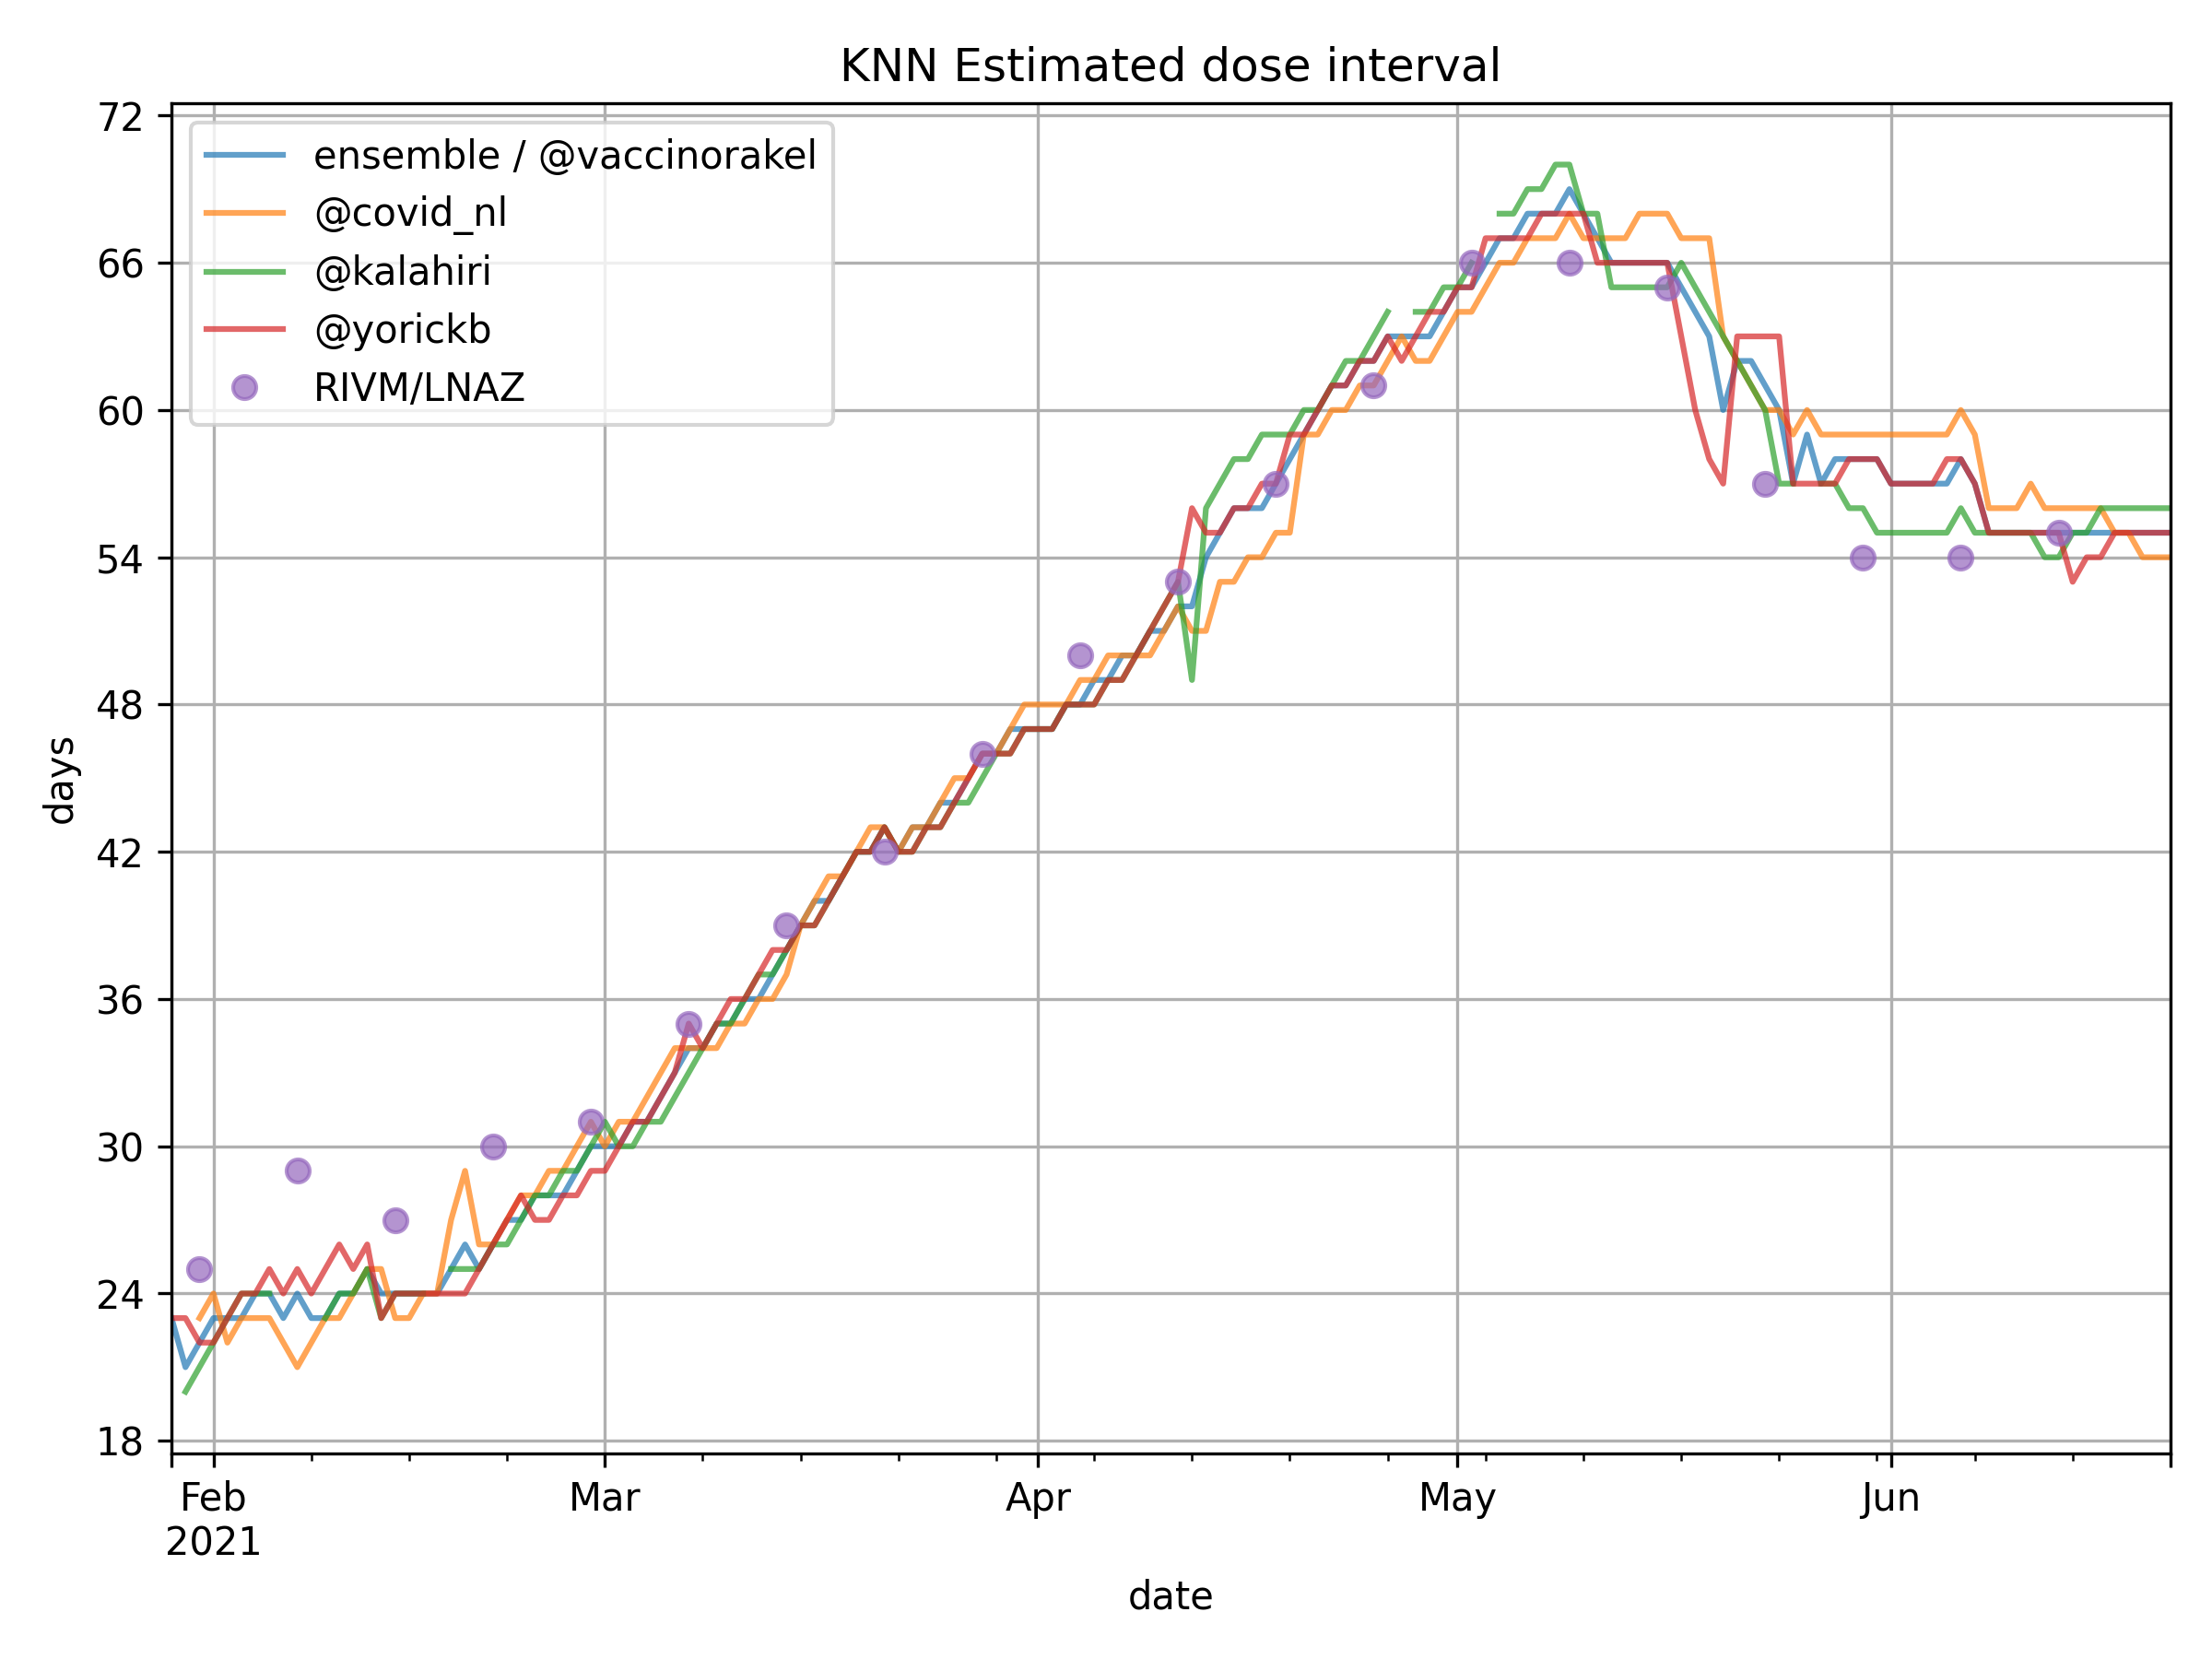 KNN Estimated dose interval
72
66
60
54
48
42
36
30
24
18
days
ensemble / @vaccinorakel
@covid_nl
@kalahiri
@yorickb
RIVM/LNAZ
Feb Mar Apr May Jun
2021
date